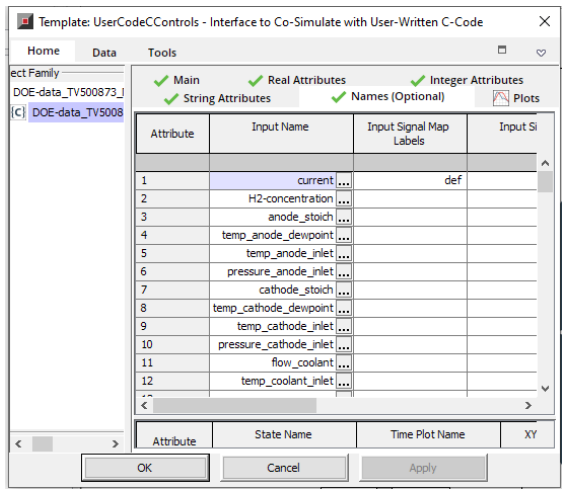 Template: UserCodeCControls - Interface to Co-Simulate with User-Written C-Code
Home Data Tools
ect Family
DOE-data_TV500873_I
{C} DOE-data_TV5008
Main Real Attributes Integer Attributes
String Attributes Names (Optional) Plots
Attribute Input Name Input Signal Map Labels Input Si
1 current ... def
2 H2-concentration ...
3 anode_stoich ...
4 temp_anode_dewpoint ...
5 temp_anode_inlet ...
6 pressure_anode_inlet ...
7 cathode_stoich ...
8 temp_cathode_dewpoint ...
9 temp_cathode_inlet ...
10 pressure_cathode_inlet ...
11 flow_coolant ...
12 temp_coolant_inlet ...
Attribute State Name Time Plot Name XY
OK Cancel Apply